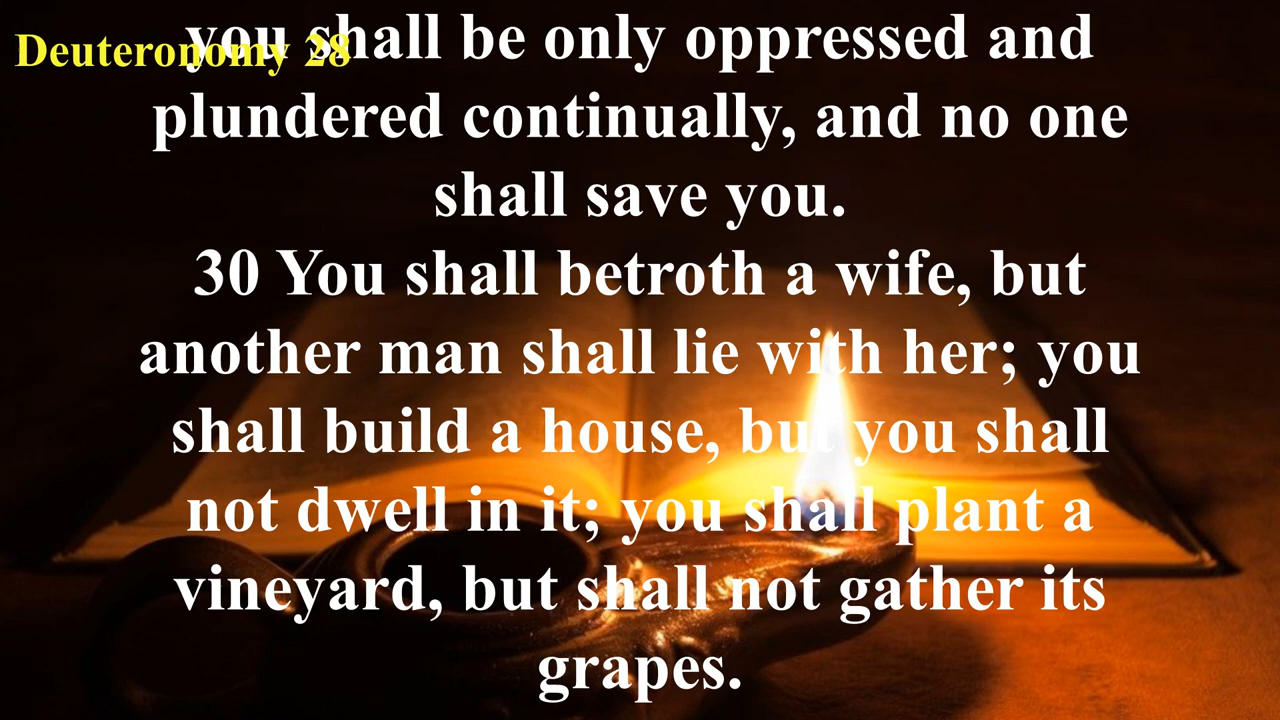 Deuteronomy 28
you shall be only oppressed and
plundered continually, and no one
shall save you.
30 You shall betroth a wife, but
another man shall lie with her; you
shall build a house, but you shall
not dwell in it; you shall plant a
vineyard, but shall not gather its
grapes.